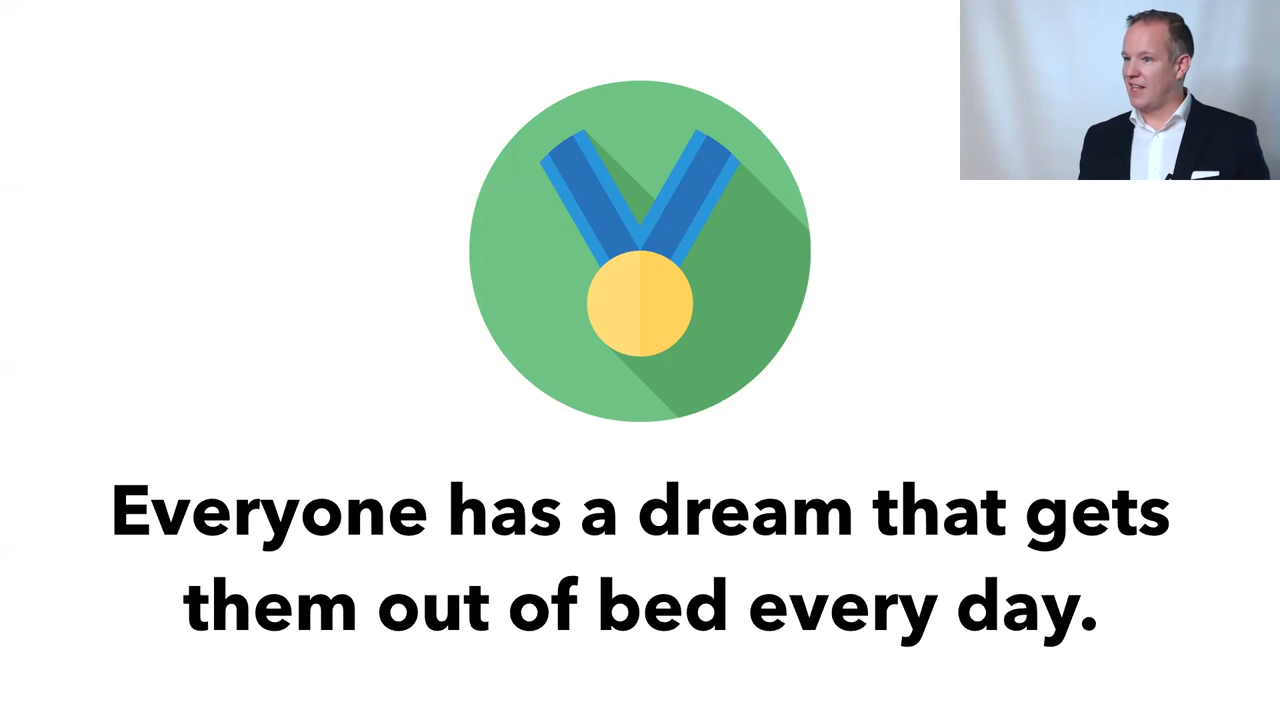 Everyone has a dream that gets
them out of bed every day.